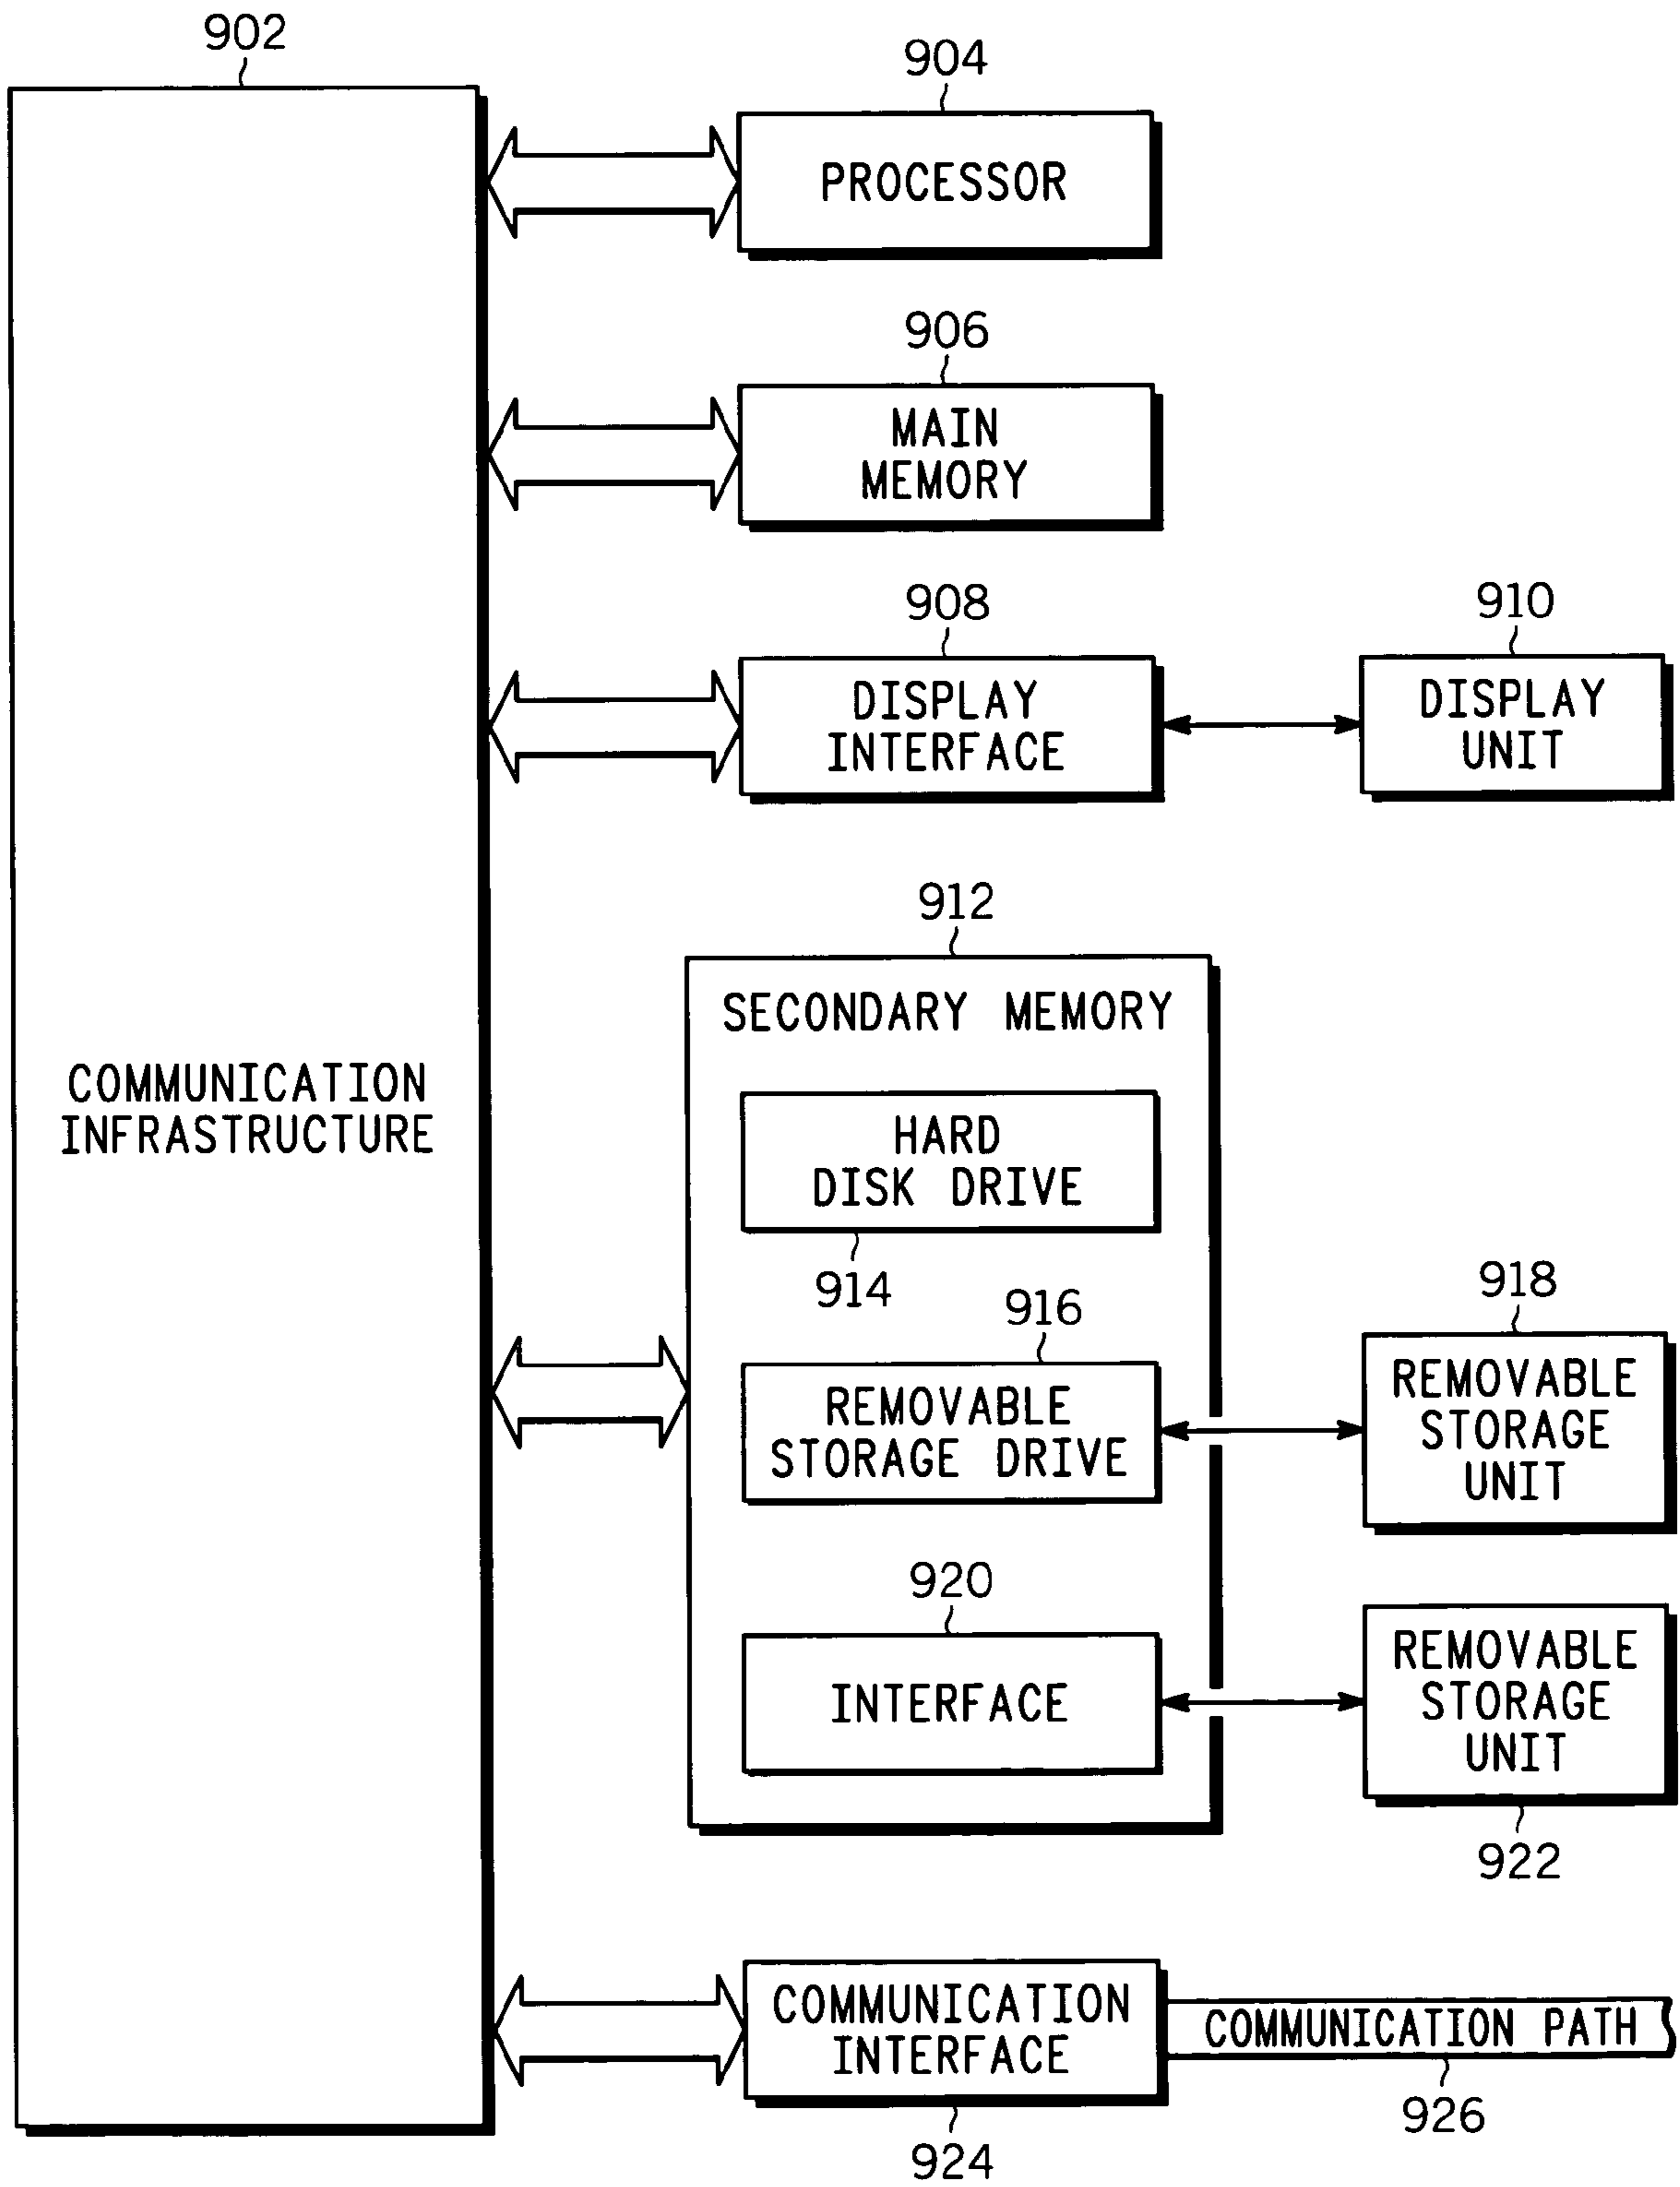 902
904
PROCESSOR
906
MAIN
MEMORY
908
DISPLAY
INTERFACE
910
DISPLAY
UNIT
912
SECONDARY MEMORY
COMMUNICATION
INFRASTRUCTURE
HARD
DISK DRIVE
914
916
REMOVABLE
STORAGE DRIVE
918
REMOVABLE
STORAGE
UNIT
920
INTERFACE
REMOVABLE
STORAGE
UNIT
922
COMMUNICATION
INTERFACE
924
COMMUNICATION PATH
926